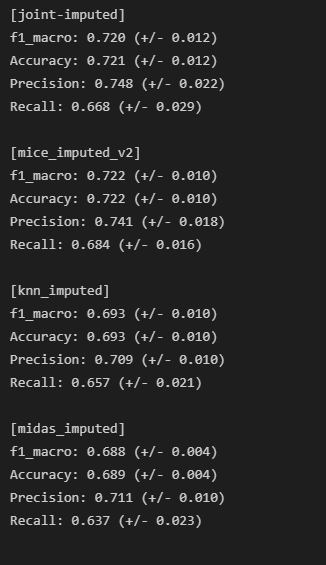 [joint-imputed]
f1_macro: 0.720 (+/- 0.012)
Accuracy: 0.721 (+/- 0.012)
Precision: 0.748 (+/- 0.022)
Recall: 0.668 (+/- 0.029)

[mice_imputed_v2]
f1_macro: 0.722 (+/- 0.010)
Accuracy: 0.722 (+/- 0.010)
Precision: 0.741 (+/- 0.018)
Recall: 0.684 (+/- 0.016)

[knn_imputed]
f1_macro: 0.693 (+/- 0.010)
Accuracy: 0.693 (+/- 0.010)
Precision: 0.709 (+/- 0.010)
Recall: 0.657 (+/- 0.021)

[midas_imputed]
f1_macro: 0.688 (+/- 0.004)
Accuracy: 0.689 (+/- 0.004)
Precision: 0.711 (+/- 0.010)
Recall: 0.637 (+/- 0.023)